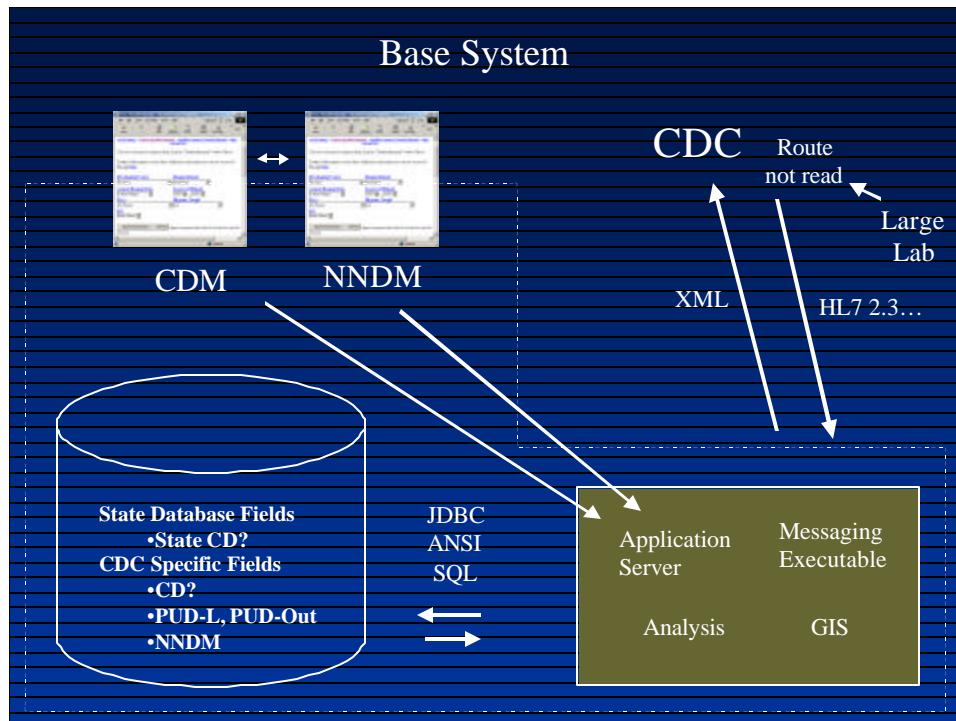 Base System
CDC
Route
not read
Large
Lab
CDM
NNDM
XML
HL7 2.3…
State Database Fields
•State CD?
CDC Specific Fields
•CD?
•PUD-L, PUD-Out
•NNDM
JDBC
ANSI
SQL
Application
Server
Messaging
Executable
Analysis
GIS